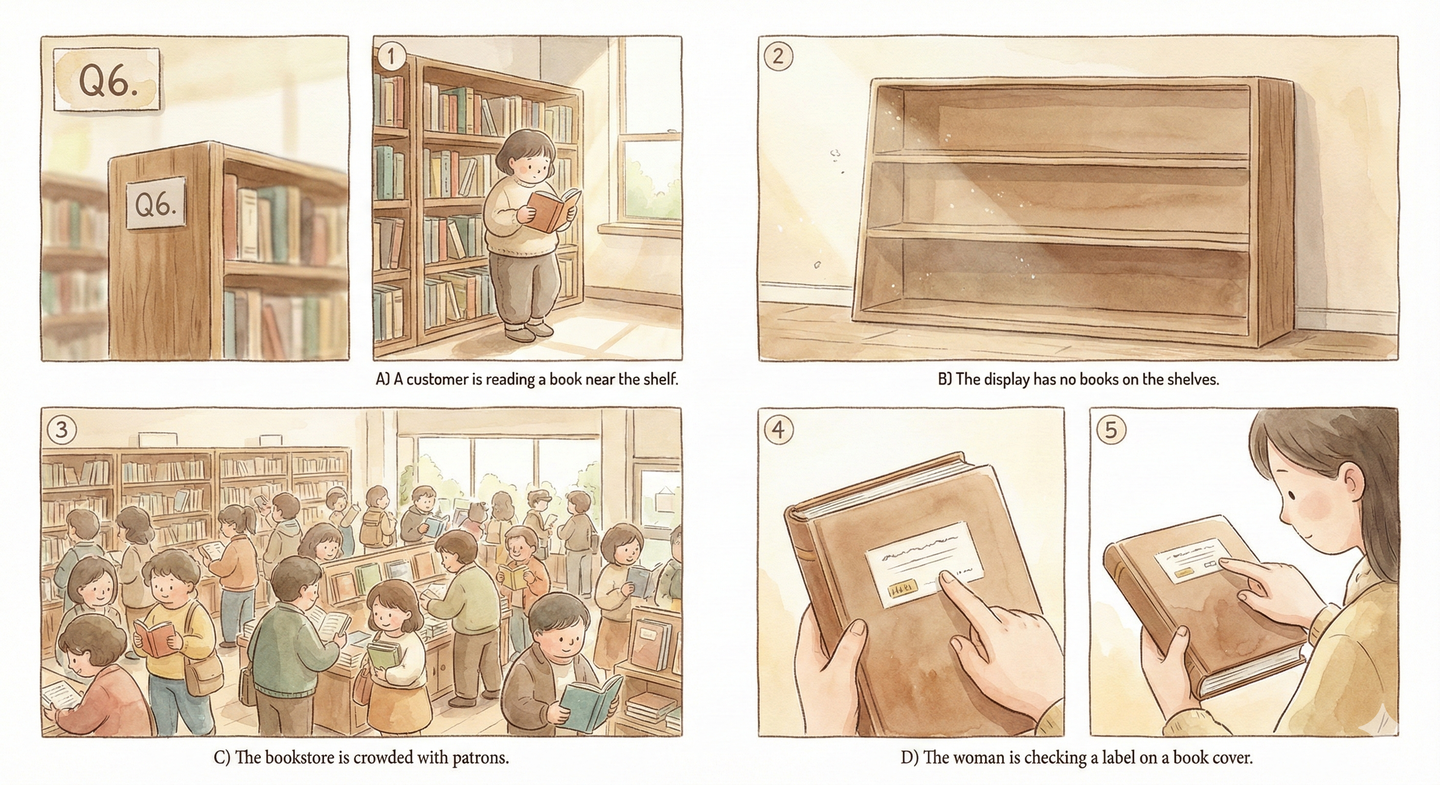 Q6.
Q6.
1
A) A customer is reading a book near the shelf.
2
B) The display has no books on the shelves.
3
C) The bookstore is crowded with patrons.
4
5
D) The woman is checking a label on a book cover.